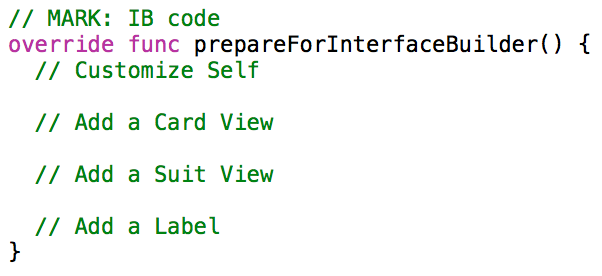 // MARK: IB code
override func prepareForInterfaceBuilder() {
  // Customize Self
  // Add a Card View
  // Add a Suit View
  // Add a Label
}